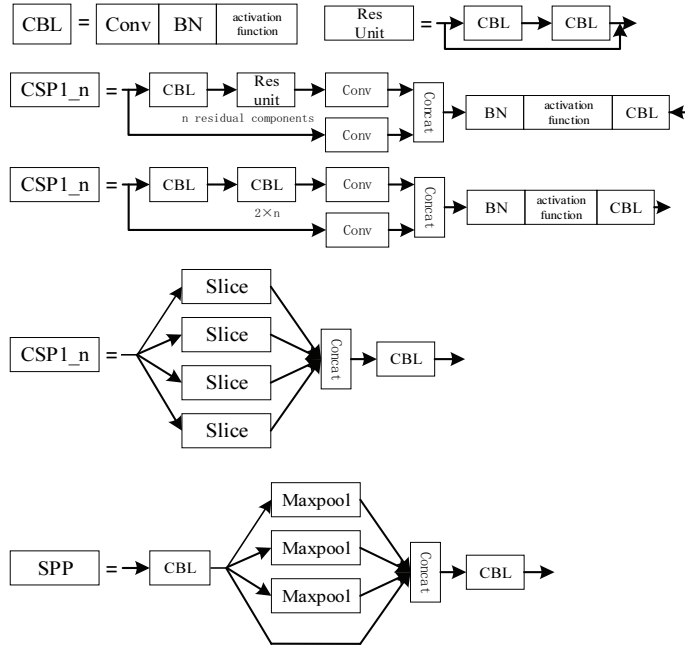 CBL = Conv BN activation function
Res Unit = CBL CBL
CSP1_n = CBL Res unit Conv Concat BN activation function CBL
n residual components Conv
CSP1_n = CBL CBL Conv Concat BN activation function CBL
2×n Conv
Slice
Slice
CSP1_n = Concat CBL
Slice
Slice
Maxpool
Maxpool
SPP = CBL Concat CBL
Maxpool